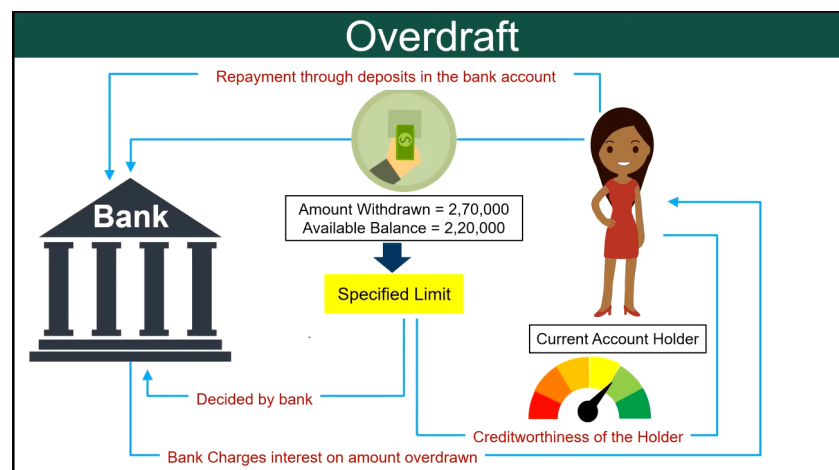 Overdraft
Repayment through deposits in the bank account
$
Bank
Amount Withdrawn = 2,70,000
Available Balance = 2,20,000
Specified Limit
Current Account Holder
Decided by bank
Creditworthiness of the Holder
Bank Charges interest on amount overdrawn